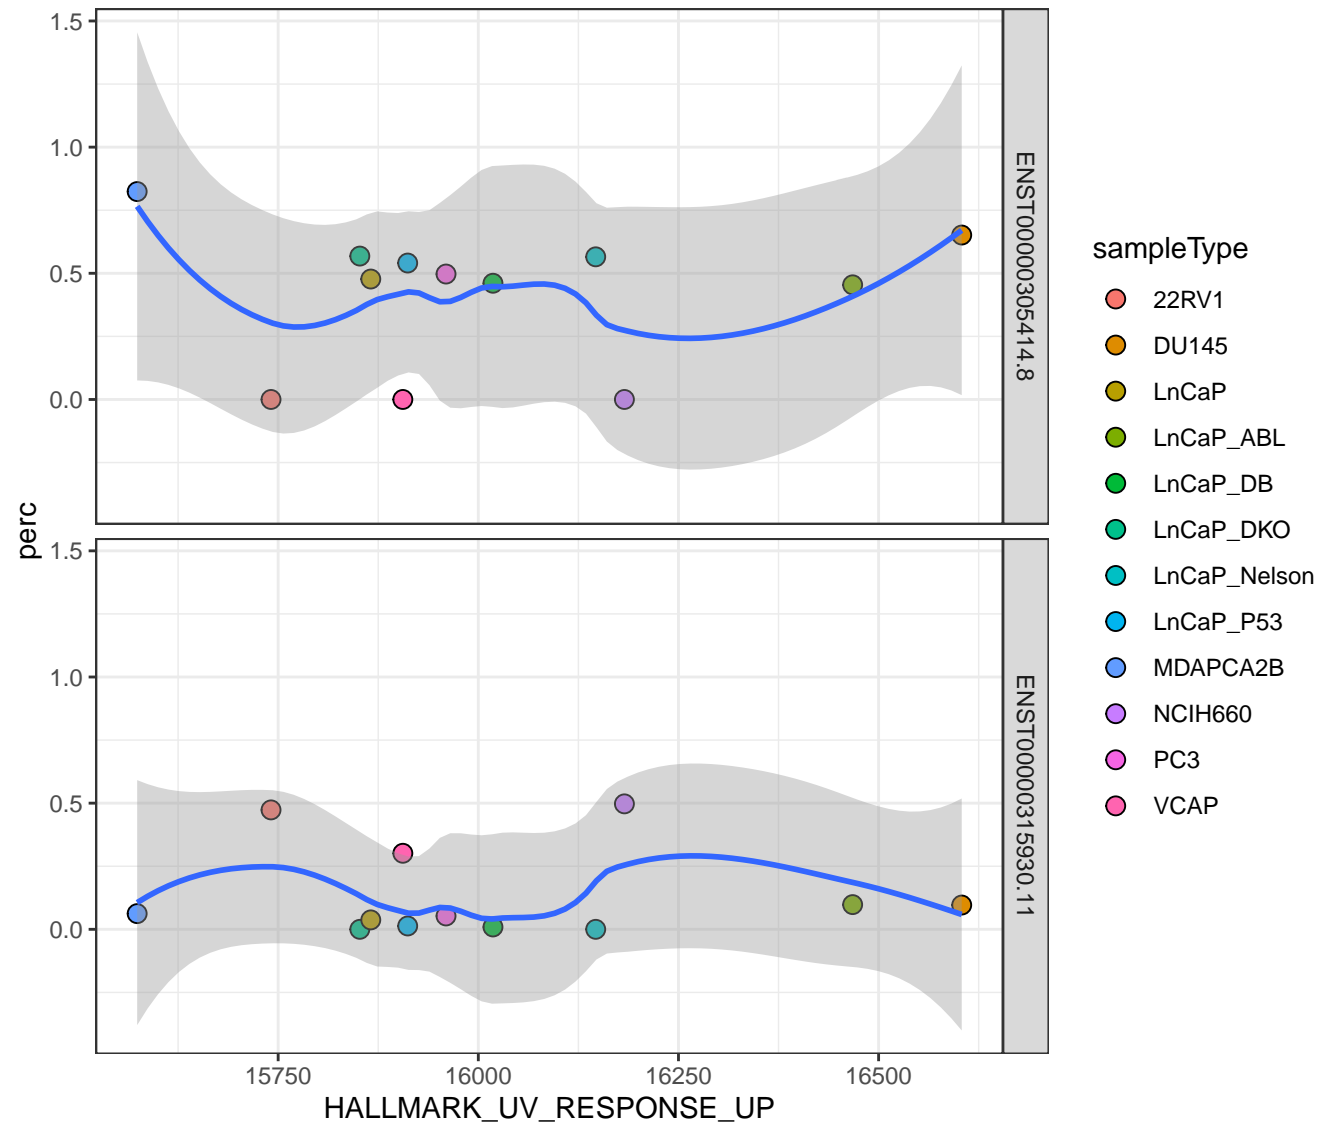 1.5
1.0
0.5
0.0
ENST00000305414.8
1.5
1.0
0.5
0.0
ENST00000315930.11
perc
15750
16000
16250
16500
HALLMARK_UV_RESPONSE_UP
sampleType
22RV1
DU145
LnCaP
LnCaP_ABL
LnCaP_DB
LnCaP_DKO
LnCaP_Nelson
LnCaP_P53
MDAPCA2B
NCIH660
PC3
VCAP